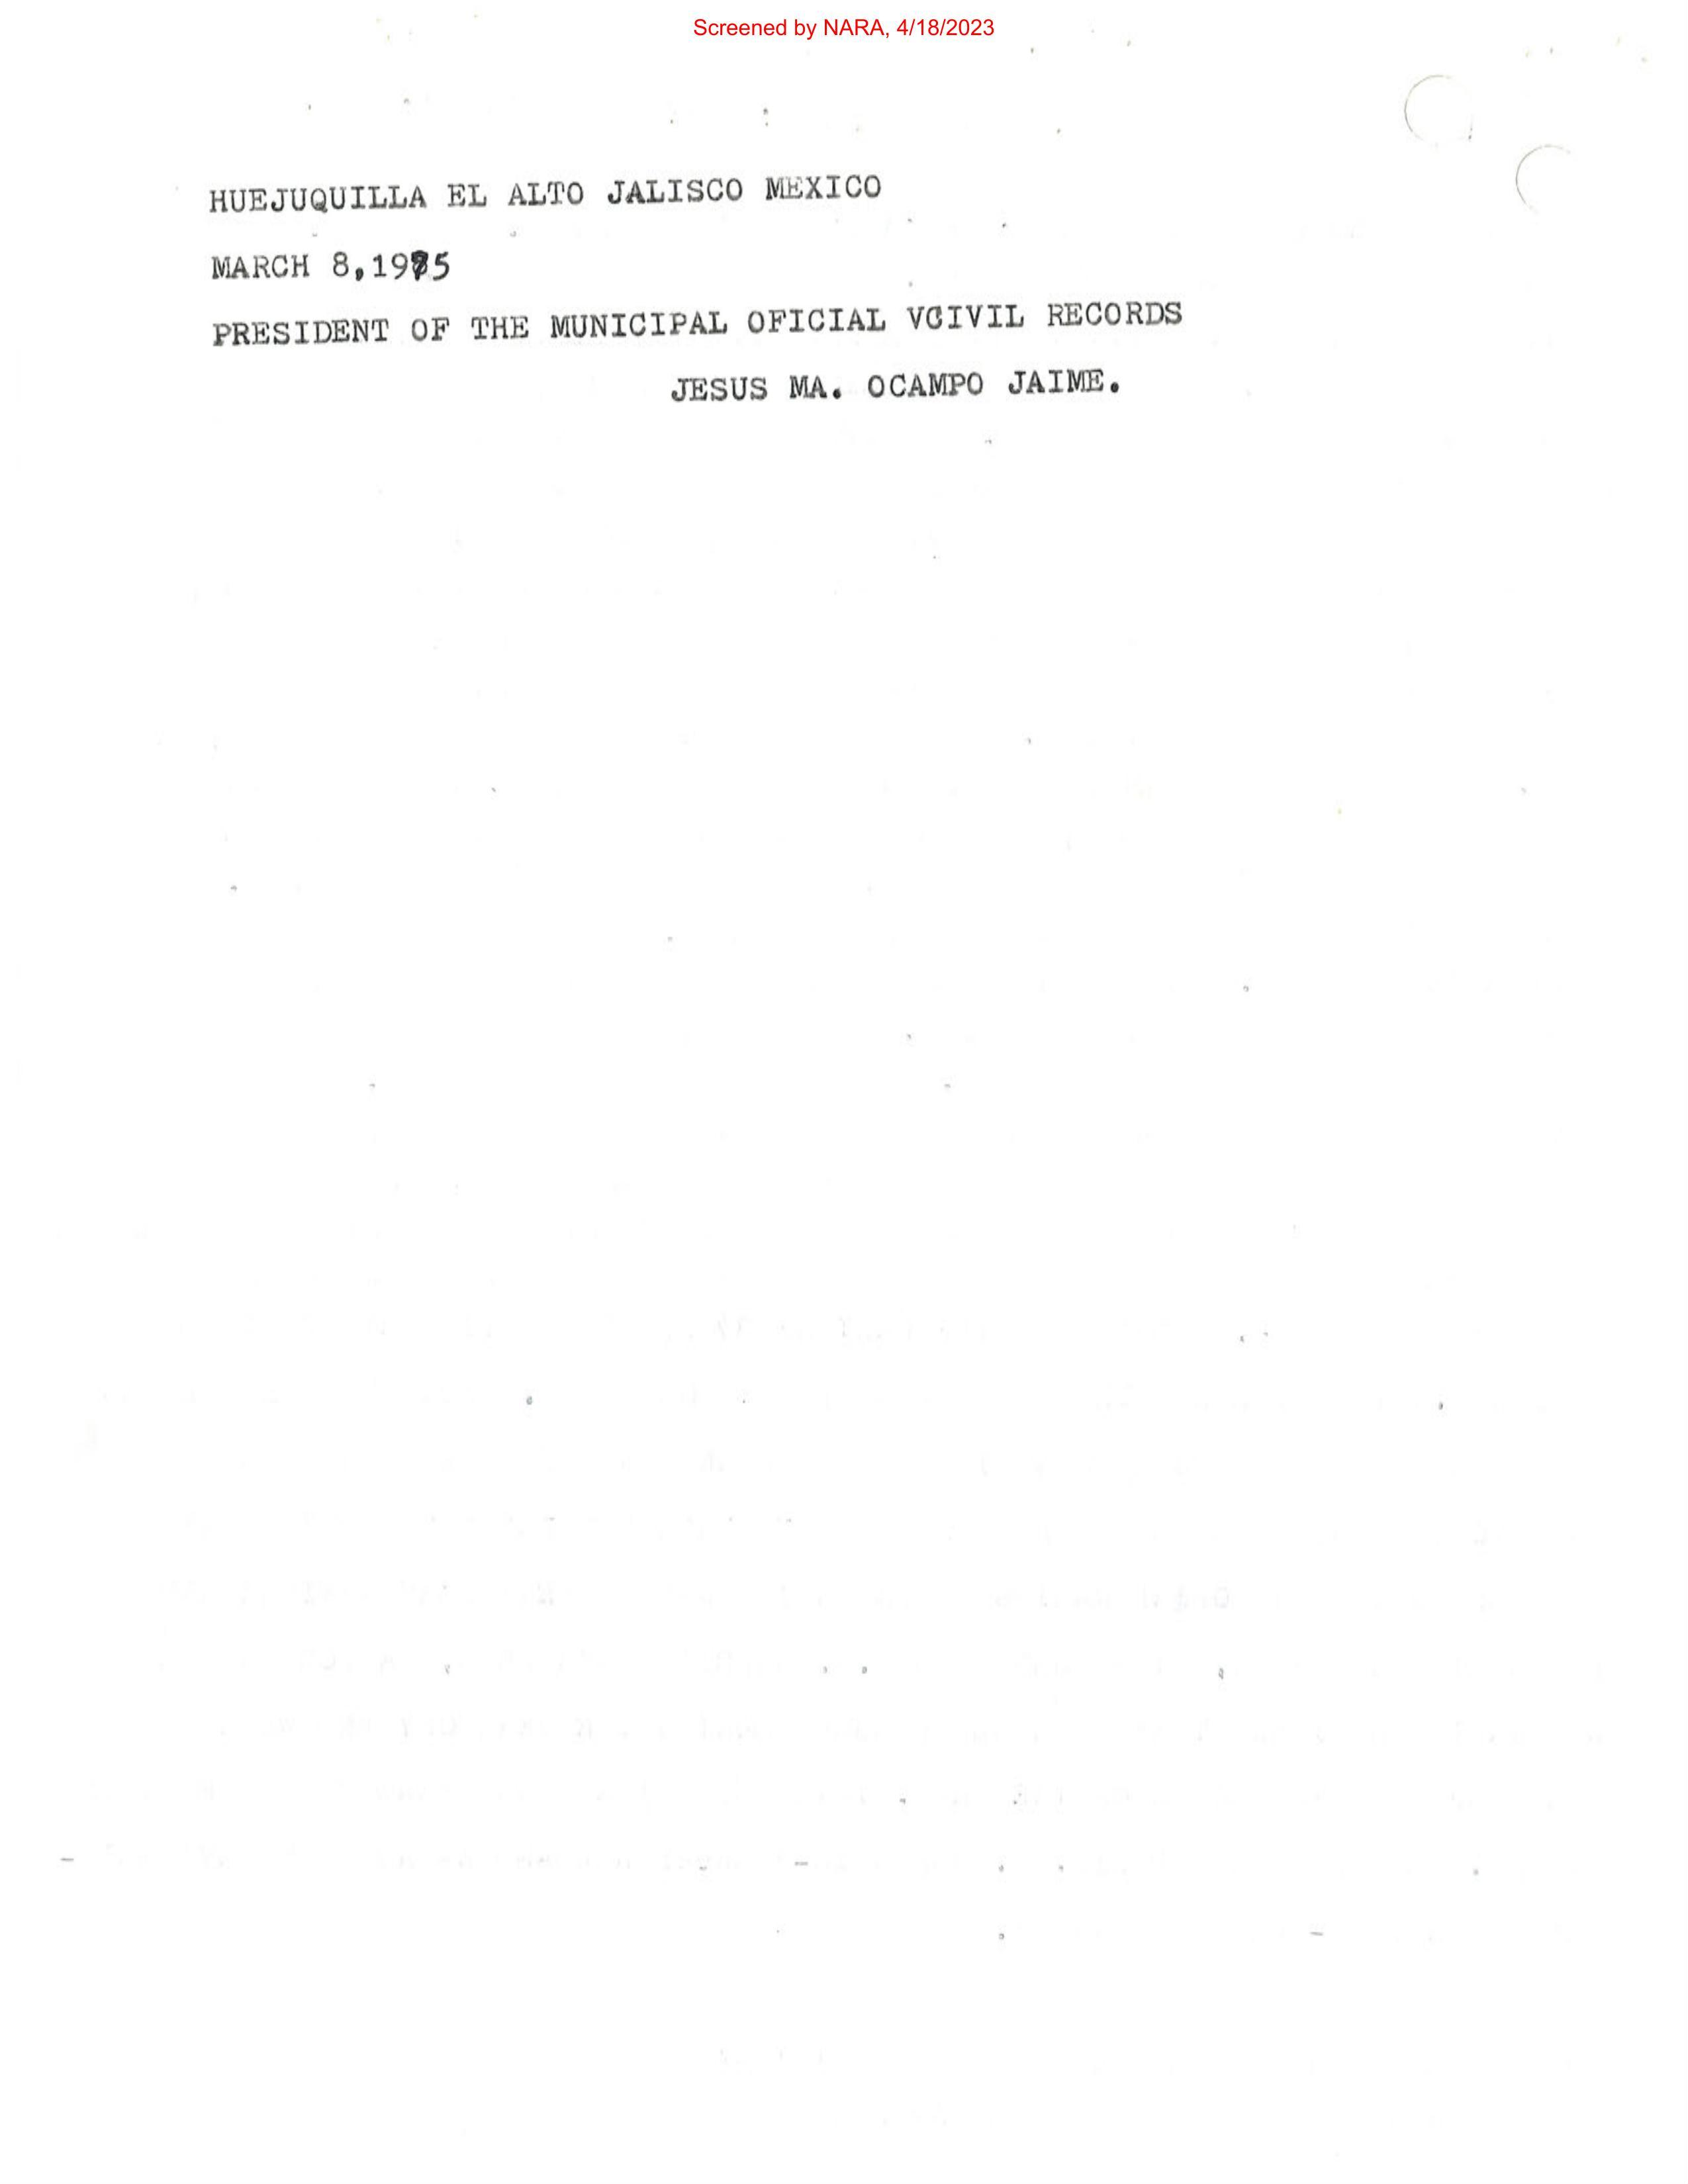 Screened by NARA, 4/18/2023
HUEJUQUILLA EL ALTO JALISCO MEXICO
MARCH 8,1975
PRESIDENT OF THE MUNICIPAL OFICIAL VCIVIL RECORDS
JESUS MA. OCAMPO JAIME.